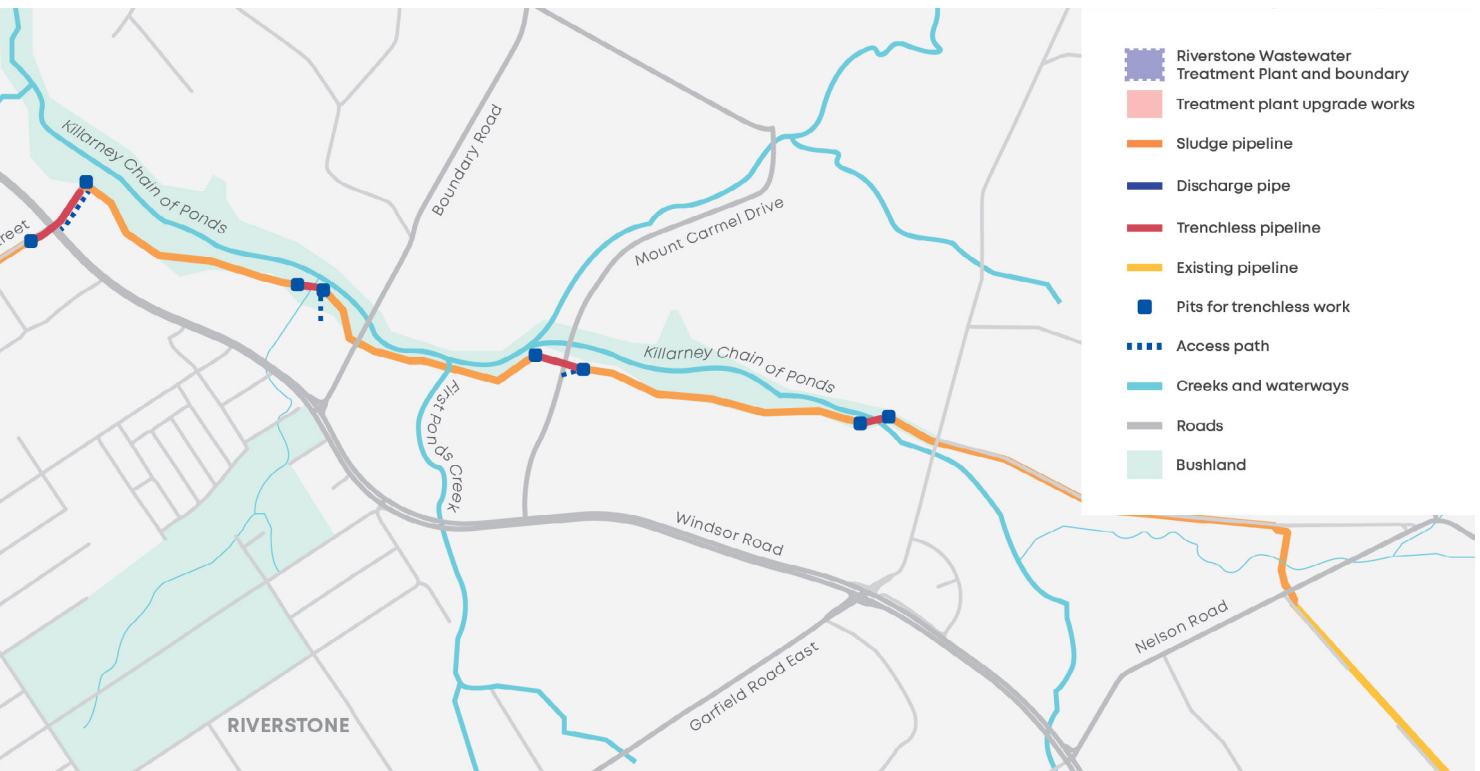 Riverstone Wastewater
Treatment Plant and boundary
Treatment plant upgrade works
Sludge pipeline
Discharge pipe
Trenchless pipeline
Existing pipeline
Pits for trenchless work
Access path
Creeks and waterways
Roads
Bushland
Killarney Chain of Ponds
Boundary Road
Mount Carmel Drive
reet
Killarney Chain of Ponds
First Ponds Creek
Windsor Road
Nelson Road
Garfield Road East
RIVERSTONE